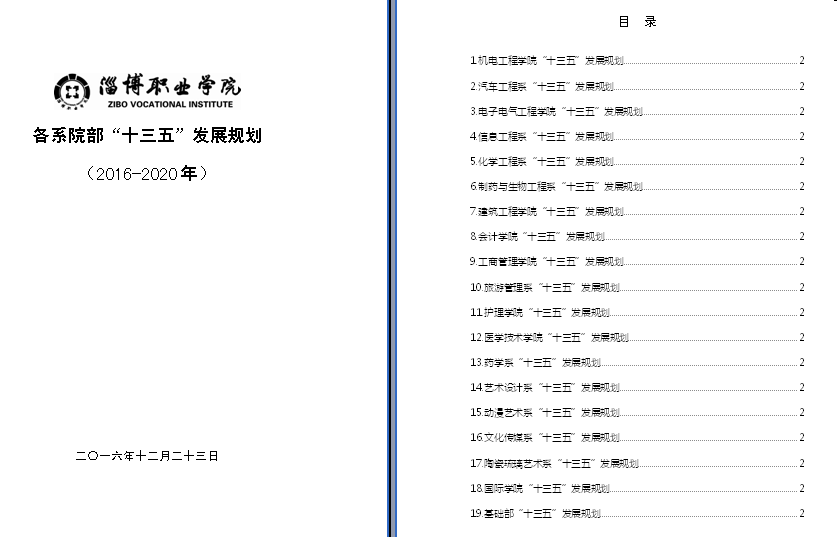 淄博职业学院
ZIBO VOCATIONAL INSTITUTE
各系院部“十三五”发展规划
（2016-2020年）
二〇一六年十二月二十三日
目 录
1.机电工程学院“十三五”发展规划 2
2.汽车工程系“十三五”发展规划 2
3.电子电气工程学院“十三五”发展规划 2
4.信息工程系“十三五”发展规划 2
5.化学工程系“十三五”发展规划 2
6.制药与生物工程系“十三五”发展规划 2
7.建筑工程学院“十三五”发展规划 2
8.会计学院“十三五”发展规划 2
9.工商管理学院“十三五”发展规划 2
10.旅游管理系“十三五”发展规划 2
11.护理学院“十三五”发展规划 2
12.医学技术学院“十三五”发展规划 2
13.药学系“十三五”发展规划 2
14.艺术设计系“十三五”发展规划 2
15.动漫艺术系“十三五”发展规划 2
16.文化传媒系“十三五”发展规划 2
17.陶瓷琉璃艺术系“十三五”发展规划 2
18.国际学院“十三五”发展规划 2
19.基础部“十三五”发展规划 2